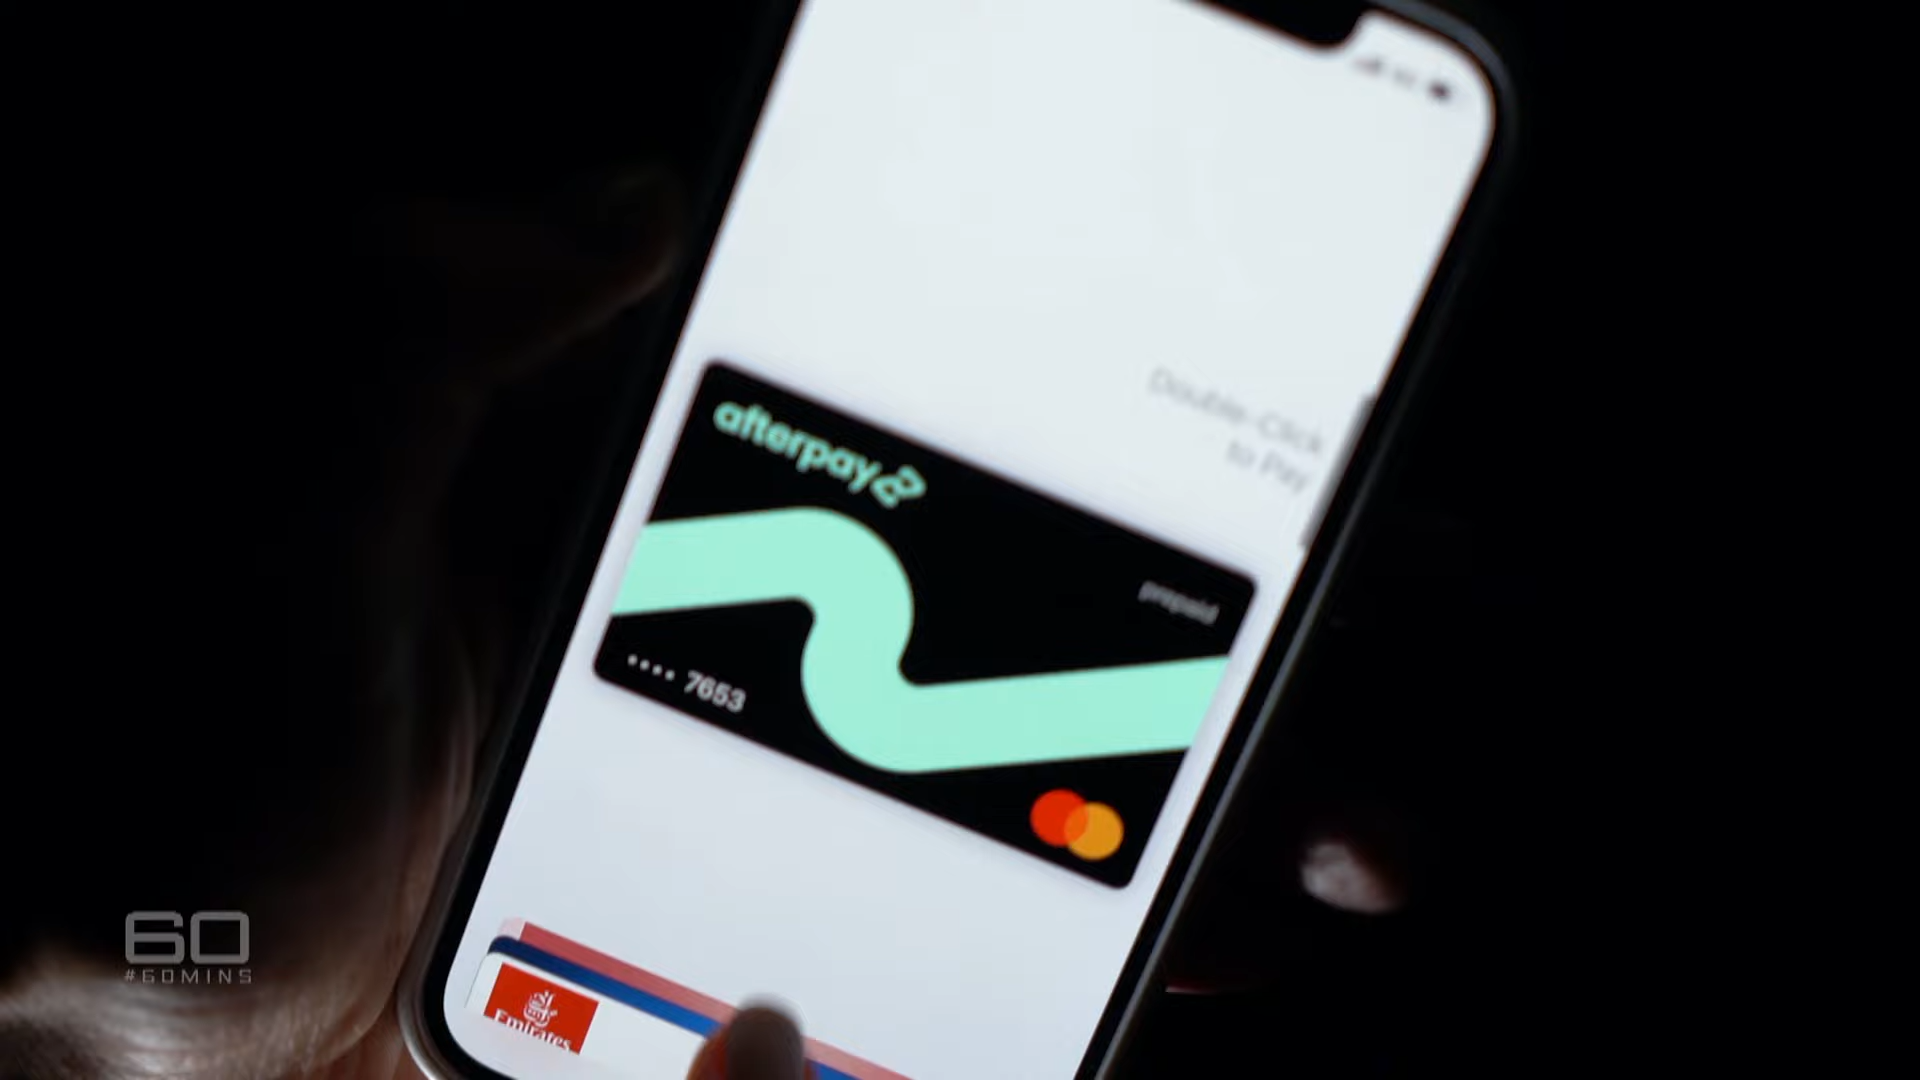 Double-Click
to Pay
afterpay
prepaid
•••• 7653
Emirates
60
#60MINS